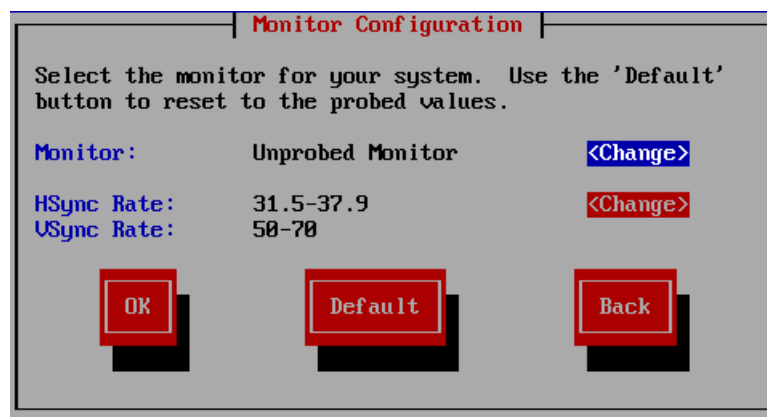 Monitor Configuration
Select the monitor for your system.  Use the 'Default'
button to reset to the probed values.
Monitor: Unprobed Monitor <Change>
HSync Rate: 31.5-37.9 <Change>
VSync Rate: 50-70
OK Default Back